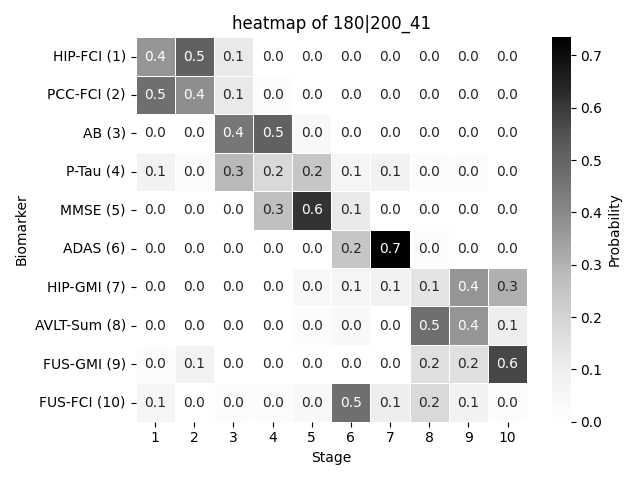 heatmap of 180|200_41
HIP-FCI (1) 0.4 0.5 0.1 0.0 0.0 0.0 0.0 0.0 0.0 0.0
PCC-FCI (2) 0.5 0.4 0.1 0.0 0.0 0.0 0.0 0.0 0.0 0.0
AB (3) 0.0 0.0 0.4 0.5 0.0 0.0 0.0 0.0 0.0 0.0
P-Tau (4) 0.1 0.0 0.3 0.2 0.2 0.1 0.1 0.0 0.0 0.0
MMSE (5) 0.0 0.0 0.0 0.3 0.6 0.1 0.0 0.0 0.0 0.0
ADAS (6) 0.0 0.0 0.0 0.0 0.0 0.2 0.7 0.0 0.0 0.0
HIP-GMI (7) 0.0 0.0 0.0 0.0 0.0 0.1 0.1 0.1 0.4 0.3
AVLT-Sum (8) 0.0 0.0 0.0 0.0 0.0 0.0 0.0 0.5 0.4 0.1
FUS-GMI (9) 0.0 0.1 0.0 0.0 0.0 0.0 0.0 0.2 0.2 0.6
FUS-FCI (10) 0.1 0.0 0.0 0.0 0.0 0.5 0.1 0.2 0.1 0.0
1 2 3 4 5 6 7 8 9 10
Stage
Biomarker
0.7
0.6
0.5
0.4
0.3
0.2
0.1
0.0
Probability